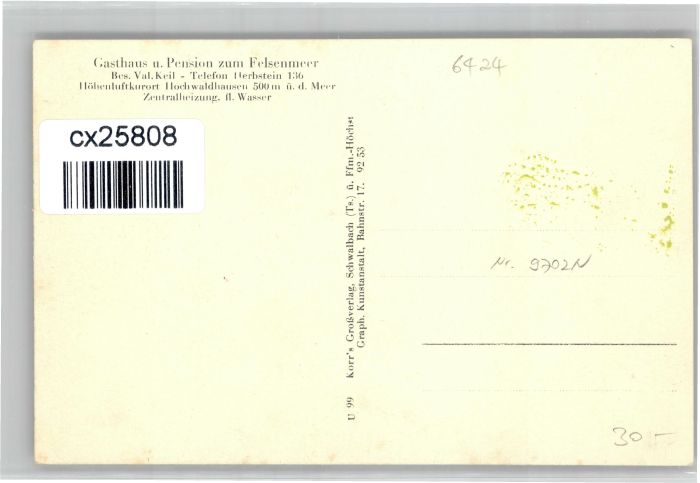 Gasthaus u. Pension zum Felsenmeer
Bes. Val. Keil - Telefon Herbstein 136
Höhenluftkurort Hochwaldhausen 500 m ü. d. Meer
Zentralheizung, fl. Wasser
6424
cx25808
U 99 Korr's Großverlag, Schwalbach (Ts.) ü. Ffm.-Höchst
Graph. Kunstanstalt, Bahnstr. 17. 92 53
Nr. 9702N
30 –